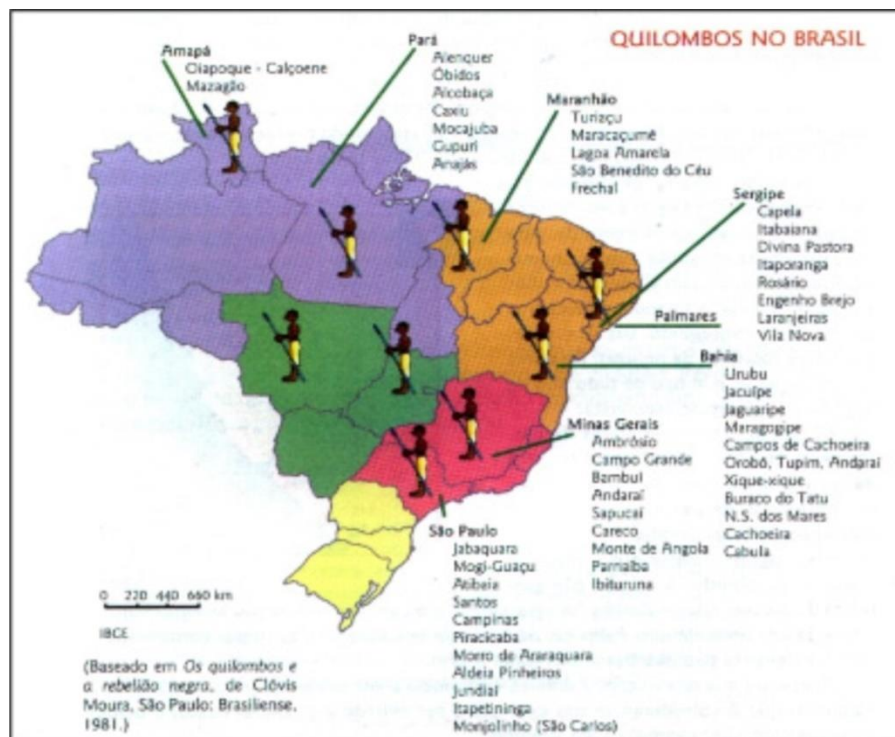 QUILOMBOS NO BRASIL
Amapá
Oiapoque - Calçoene
Mazagão
Pará
Alenquer
Óbidos
Alcobaça
Caxiu
Mocajuba
Gupuri
Anajás
Maranhão
Turizçu
Maracaçumé
Lagoa Amarela
São Benedito do Céu
Frechal
Sergipe
Capela
Itabaiana
Divina Pastora
Itaporanga
Rosário
Engenho Brejo
Laranjeiras
Vila Nova
Palmares
Bahia
Urubu
Jacuípe
Jaguaripe
Maragogipe
Campos de Cachoeira
Orobó, Tupim, Andaraí
Xique-xique
Buraco do Tatu
N.S. dos Mares
Cachoeira
Cabula
Minas Gerais
Ambrósio
Campo Grande
Bambuí
Andaraí
Sapucaí
Careco
Monte de Angola
Parnaíba
Ibituruna
São Paulo
Jabaquara
Mogi-Guaçu
Atibaia
Santos
Campinas
Piracicaba
Morro de Araraquara
Aldeia Pinheiros
Jundiaí
Itapetininga
Monjolinho (São Carlos)
0 220 440 660 km
IBGE
(Baseado em Os quilombos e
a rebelião negra, de Clóvis
Moura, São Paulo: Brasiliense,
1981.)